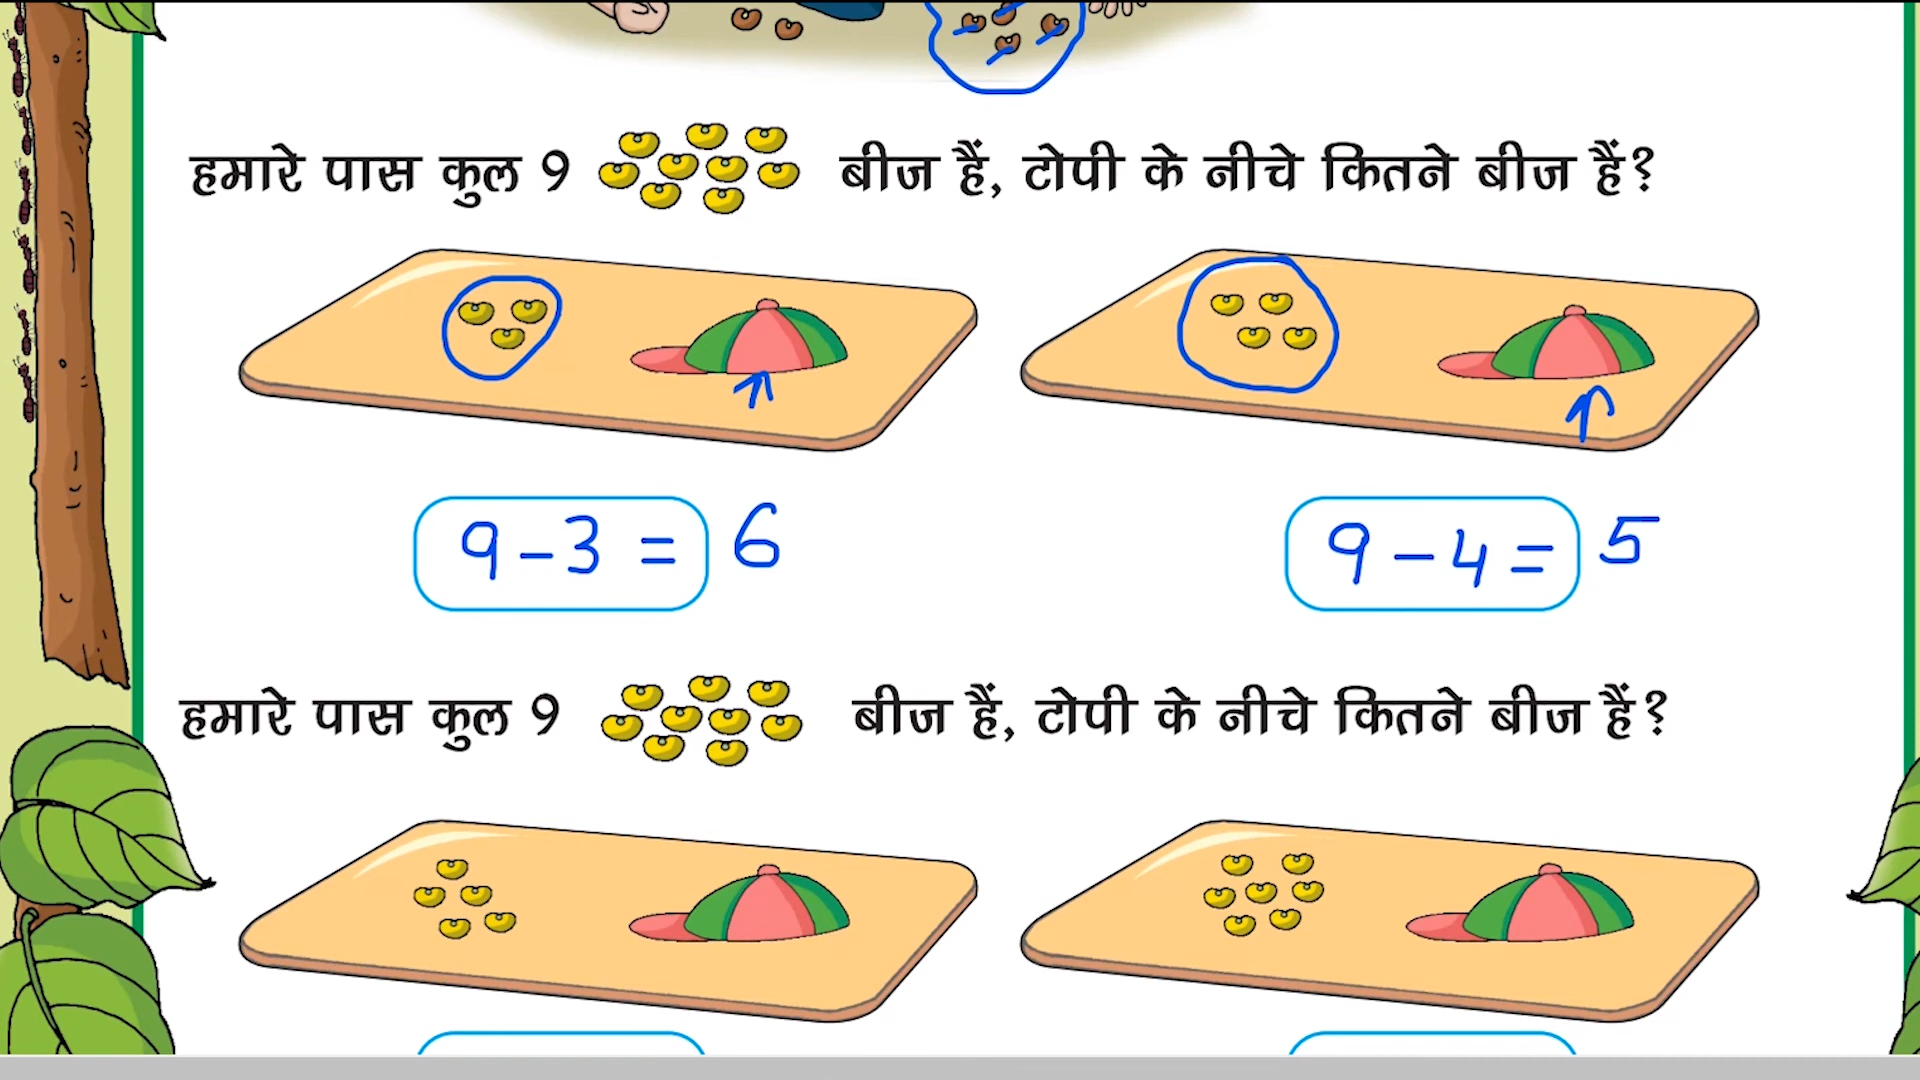 हमारे पास कुल 9 बीज हैं, टोपी के नीचे कितने बीज हैं?
9-3 = 6
9-4 = 5
हमारे पास कुल 9 बीज हैं, टोपी के नीचे कितने बीज हैं?